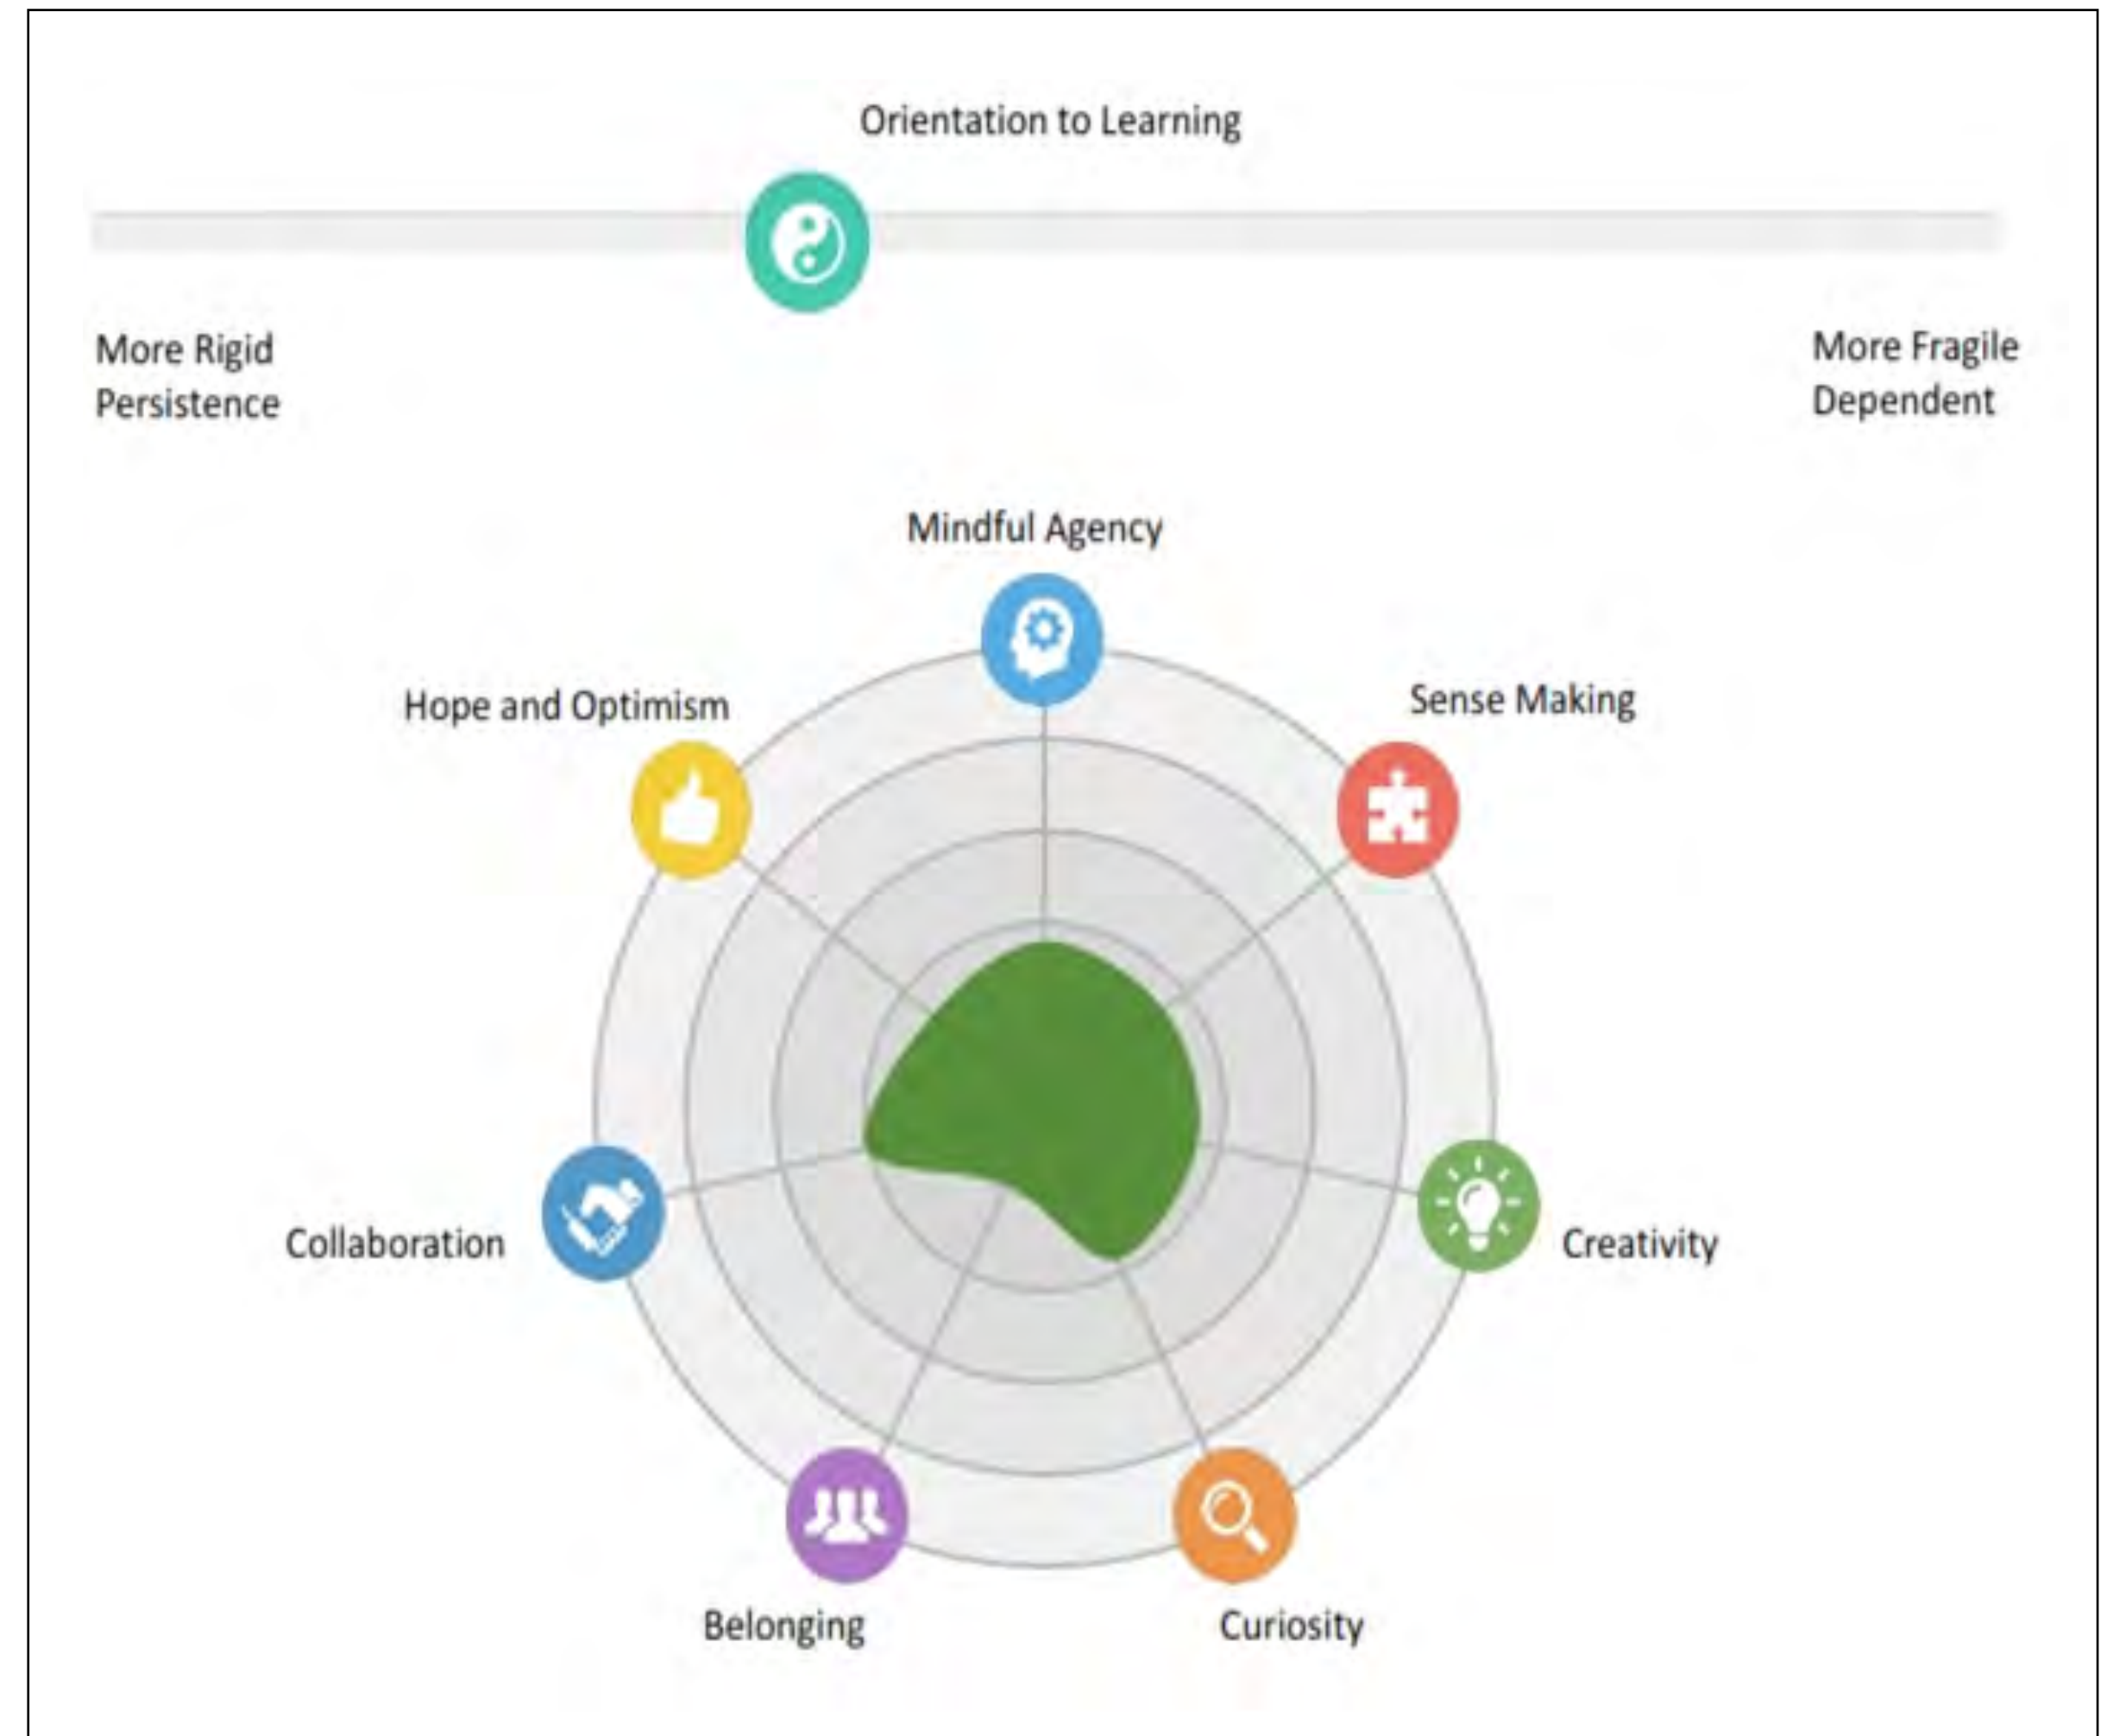 Orientation to Learning
More Rigid
Persistence
More Fragile
Dependent
Mindful Agency
Hope and Optimism
Sense Making
Collaboration
Creativity
Belonging
Curiosity